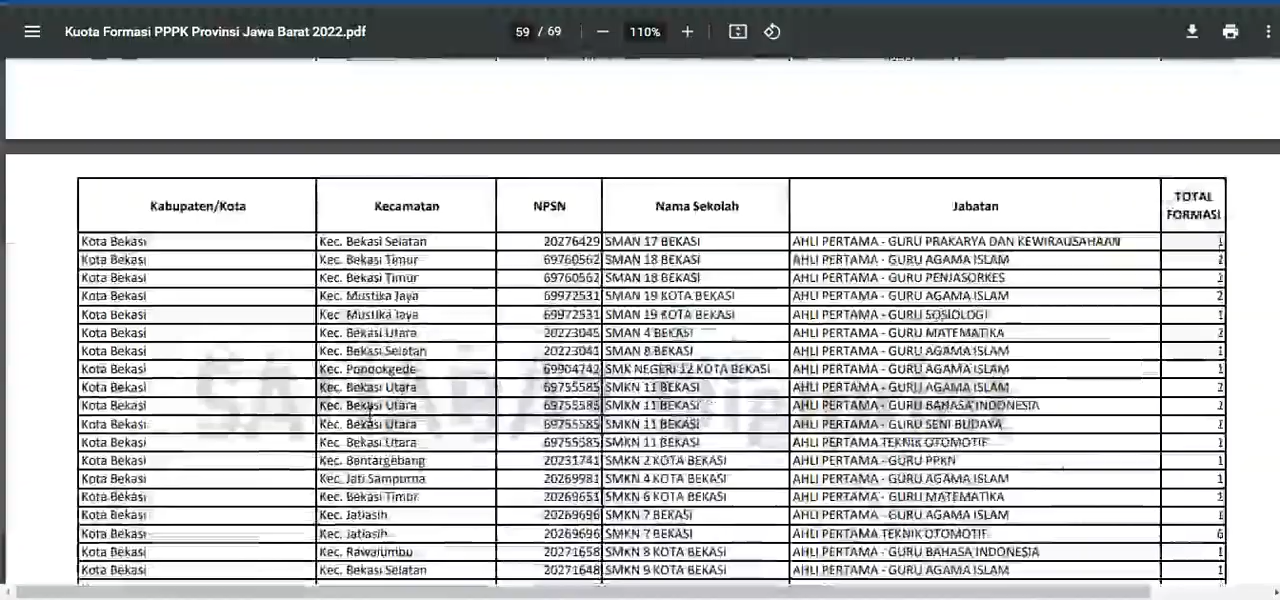 Kuota Formasi PPPK Provinsi Jawa Barat 2022.pdf 59 / 69 110%
Kabupaten/Kota Kecamatan NPSN Nama Sekolah Jabatan TOTAL FORMASI
Kota Bekasi Kec. Bekasi Selatan 20276429 SMAN 17 BEKASI AHLI PERTAMA - GURU PRAKARYA DAN KEWIRAUSAHAAN 1
Kota Bekasi Kec. Bekasi Timur 69760562 SMAN 18 BEKASI AHLI PERTAMA - GURU AGAMA ISLAM 2
Kota Bekasi Kec. Bekasi Timur 69760562 SMAN 18 BEKASI AHLI PERTAMA - GURU PENJASORKES 2
Kota Bekasi Kec. Mustika Jaya 69972531 SMAN 19 KOTA BEKASI AHLI PERTAMA - GURU AGAMA ISLAM 2
Kota Bekasi Kec. Mustika Jaya 69972531 SMAN 19 KOTA BEKASI AHLI PERTAMA - GURU SOSIOLOGI 1
Kota Bekasi Kec. Bekasi Utara 20223045 SMAN 4 BEKASI AHLI PERTAMA - GURU MATEMATIKA 2
Kota Bekasi Kec. Bekasi Selatan 20223041 SMAN 8 BEKASI AHLI PERTAMA - GURU AGAMA ISLAM 1
Kota Bekasi Kec. Pondokgede 69904742 SMK NEGERI 12 KOTA BEKASI AHLI PERTAMA - GURU AGAMA ISLAM 1
Kota Bekasi Kec. Bekasi Utara 69755585 SMKN 11 BEKASI AHLI PERTAMA - GURU AGAMA ISLAM 2
Kota Bekasi Kec. Bekasi Utara 69755585 SMKN 11 BEKASI AHLI PERTAMA - GURU BAHASA INDONESIA 2
Kota Bekasi Kec. Bekasi Utara 69755585 SMKN 11 BEKASI AHLI PERTAMA - GURU SENI BUDAYA 1
Kota Bekasi Kec. Bekasi Utara 69755585 SMKN 11 BEKASI AHLI PERTAMA TEKNIK OTOMOTIF 1
Kota Bekasi Kec. Bantargebang 20231741 SMKN 2 KOTA BEKASI AHLI PERTAMA - GURU PPKN 1
Kota Bekasi Kec. Jati Sampurna 20269981 SMKN 4 KOTA BEKASI AHLI PERTAMA - GURU AGAMA ISLAM 1
Kota Bekasi Kec. Bekasi Timur 20269651 SMKN 6 KOTA BEKASI AHLI PERTAMA - GURU MATEMATIKA 2
Kota Bekasi Kec. Jatiasih 20269696 SMKN 7 BEKASI AHLI PERTAMA - GURU AGAMA ISLAM 1
Kota Bekasi Kec. Jatiasih 20269696 SMKN 7 BEKASI AHLI PERTAMA TEKNIK OTOMOTIF 6
Kota Bekasi Kec. Rawalumbu 20271658 SMKN 8 KOTA BEKASI AHLI PERTAMA - GURU BAHASA INDONESIA 1
Kota Bekasi Kec. Bekasi Selatan 20271648 SMKN 9 KOTA BEKASI AHLI PERTAMA - GURU AGAMA ISLAM 1